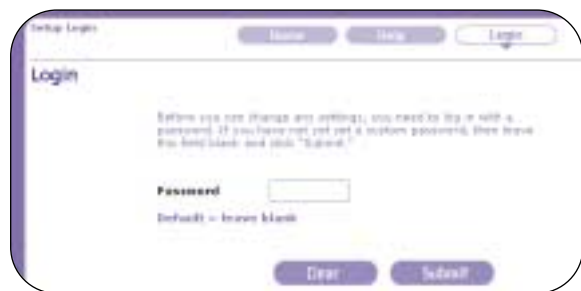 Setup Login
Home Help Login
Login
Before you can change any settings, you need to log in with a
password. If you have not yet set a custom password, then leave
this field blank and click "Submit."
Password
Default = leave blank
Clear Submit